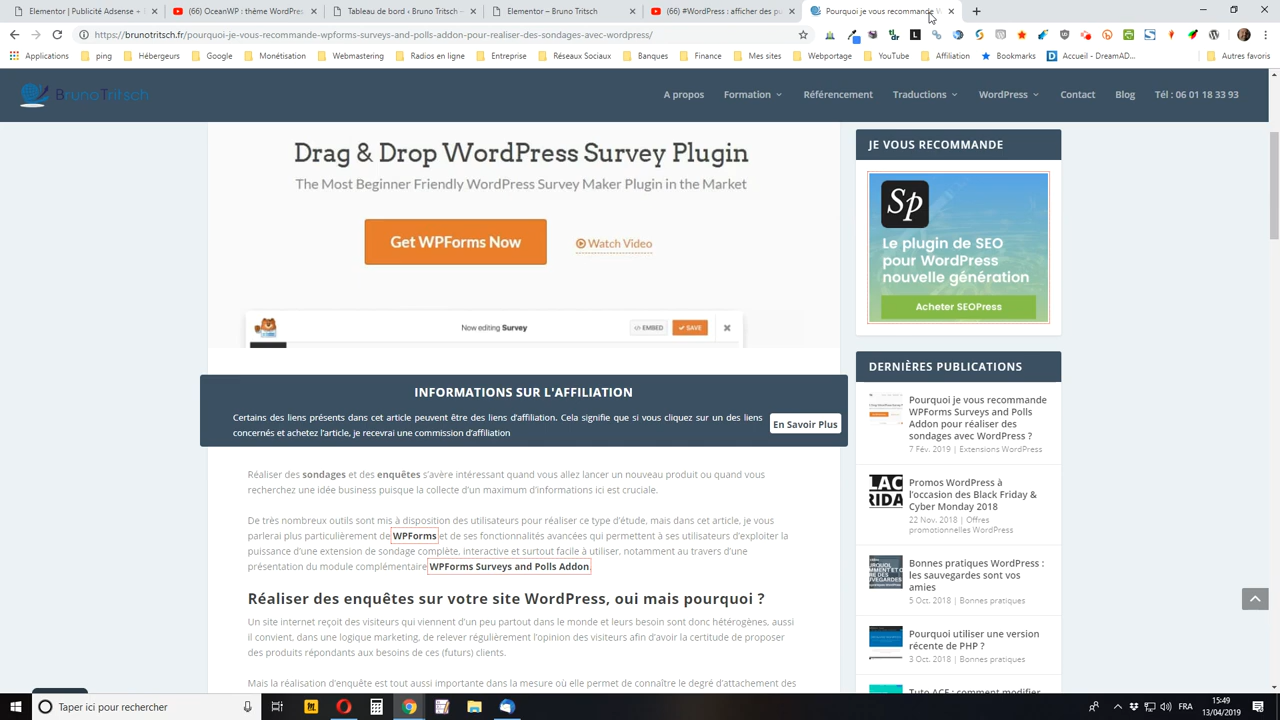 Elementor | Publicité Adsense +
(66) OceanWP : thème WordPres
Tableau de bord ‹ Bruno Tritsch -
Elementor – WordPress
(66) #WordPress : afficher des pu
Pourquoi je vous recommande W
https://brunotritsch.fr/pourquoi-je-vous-recommande-wpforms-surveys-and-polls-addon-pour-realiser-des-sondages-avec-wordpress/
Applications
ping
Hébergeurs
Google
Monétisation
Webmastering
Radios en ligne
Entreprise
Réseaux Sociaux
Banques
Finance
Mes sites
Webportage
YouTube
Affiliation
Bookmarks
Accueil - DreamAD...
Autres favoris
BrunoTritsch
A propos
Formation
Référencement
Traductions
WordPress
Contact
Blog
Tél : 06 01 18 33 93
Drag & Drop WordPress Survey Plugin
The Most Beginner Friendly WordPress Survey Maker Plugin in the Market
Get WPForms Now
Watch Video
Now editing Survey
EMBED
SAVE
INFORMATIONS SUR L'AFFILIATION
Certains des liens présents dans cet article peuvent être des liens d'affiliation. Cela signifie que si vous cliquez sur un des liens
concernés et achetez l'article, je recevrai une commission d'affiliation
En Savoir Plus
Réaliser des sondages et des enquêtes s'avère intéressant quand vous allez lancer un nouveau produit ou quand vous
recherchez une idée business puisque la collecte d'un maximum d'informations ici est cruciale.
De très nombreux outils sont mis à disposition des utilisateurs pour réaliser ce type d'étude, mais dans cet article, je vous
parlerai plus particulièrement de WPForms et de ses fonctionnalités avancées qui permettent à ses utilisateurs d'exploiter la
puissance d'une extension de sondage complète, interactive et surtout facile à utiliser, notamment au travers d'une
présentation du module complémentaire WPForms Surveys and Polls Addon
Réaliser des enquêtes sur votre site WordPress, oui mais pourquoi ?
Un site internet reçoit des visiteurs qui viennent d'un peu partout dans le monde et leurs besoin sont donc hétérogènes, aussi
il convient, dans une logique marketing, de relever régulièrement l'opinion des visiteurs afin d'avoir la certitude de proposer
des produits répondants aux besoins de ces (futurs) clients.
Mais la réalisation d'enquête est tout aussi importante dans la mesure où elle permet de connaître le degré d'attachement des
JE VOUS RECOMMANDE
Sp
Le plugin de SEO
pour WordPress
nouvelle génération
Acheter SEOPress
DERNIÈRES PUBLICATIONS
Pourquoi je vous recommande
WPForms Surveys and Polls
Addon pour réaliser des
sondages avec WordPress ?
7 Fév. 2019 | Extensions WordPress
Promos WordPress à
l'occasion des Black Friday &
Cyber Monday 2018
22 Nov. 2018 | Offres
promotionnelles WordPress
Bonnes pratiques WordPress :
les sauvegardes sont vos
amies
5 Oct. 2018 | Bonnes pratiques
Pourquoi utiliser une version
récente de PHP ?
3 Oct. 2018 | Bonnes pratiques
Tuto ACF : comment modifier
Taper ici pour rechercher
FRA
15:49
13/04/2019